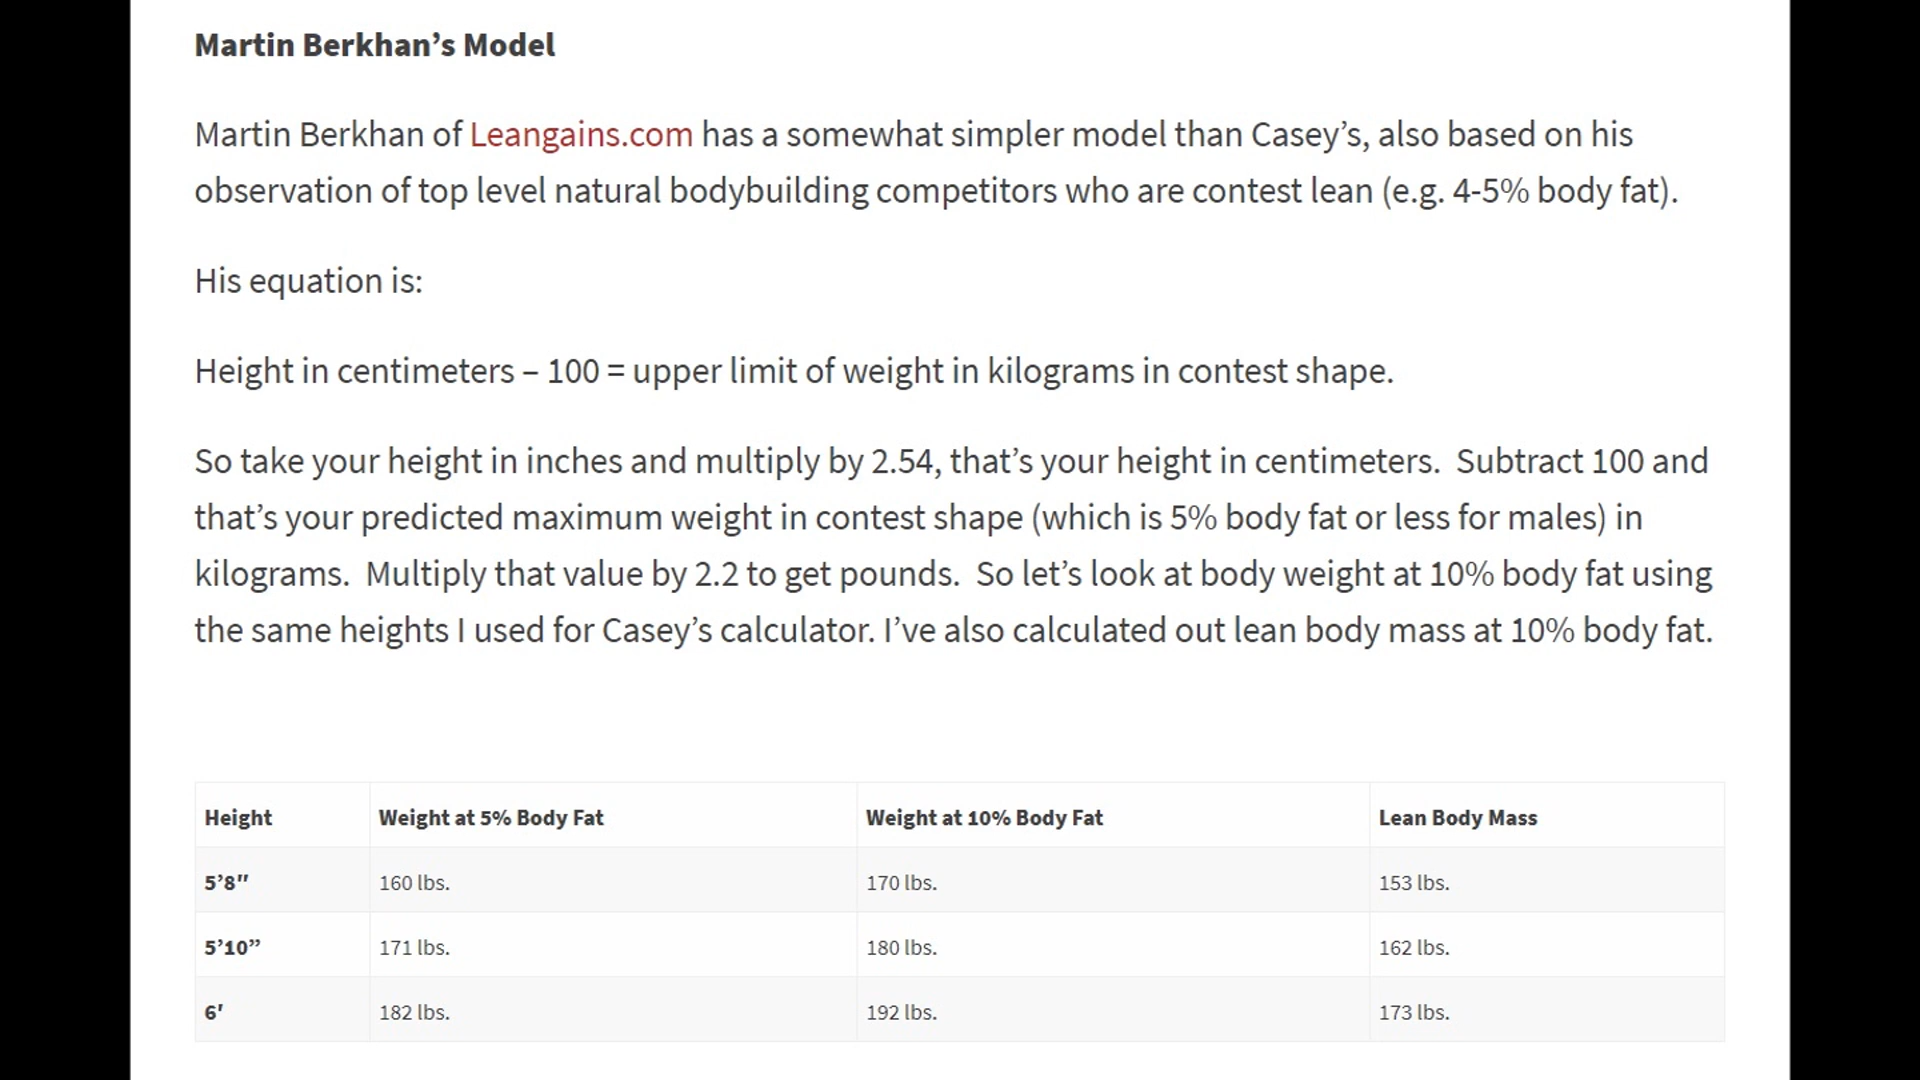 Martin Berkhan’s Model
Martin Berkhan of Leangains.com has a somewhat simpler model than Casey’s, also based on his
observation of top level natural bodybuilding competitors who are contest lean (e.g. 4-5% body fat).
His equation is:
Height in centimeters – 100 = upper limit of weight in kilograms in contest shape.
So take your height in inches and multiply by 2.54, that’s your height in centimeters.  Subtract 100 and
that’s your predicted maximum weight in contest shape (which is 5% body fat or less for males) in
kilograms.  Multiply that value by 2.2 to get pounds.  So let’s look at body weight at 10% body fat using
the same heights I used for Casey’s calculator. I’ve also calculated out lean body mass at 10% body fat.
Height Weight at 5% Body Fat Weight at 10% Body Fat Lean Body Mass
5’8″ 160 lbs. 170 lbs. 153 lbs.
5’10” 171 lbs. 180 lbs. 162 lbs.
6′ 182 lbs. 192 lbs. 173 lbs.